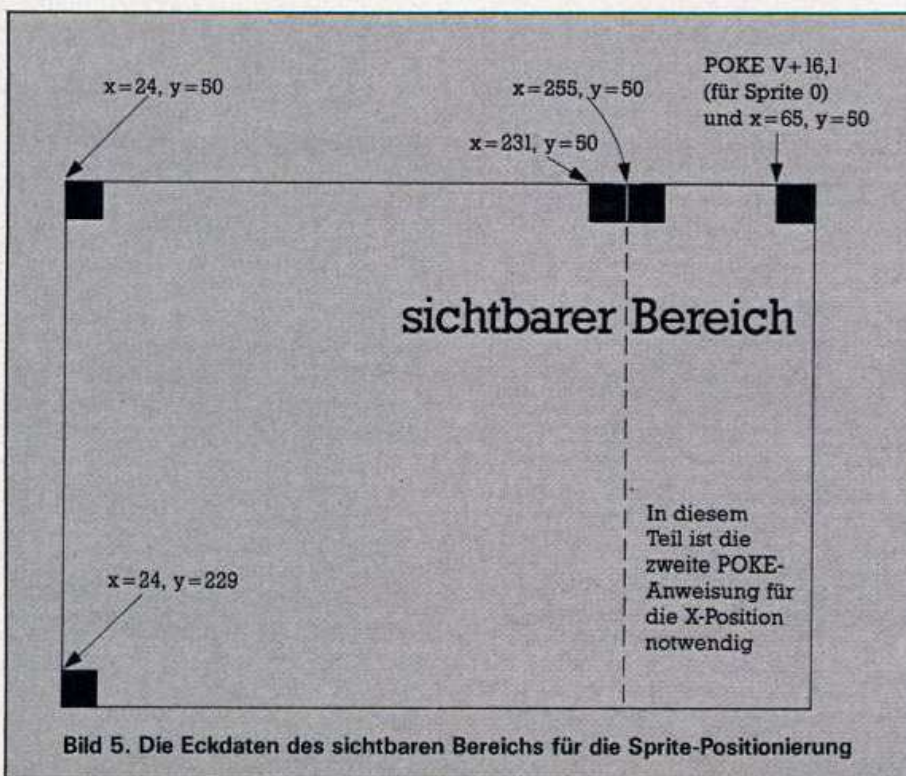 x=24, y=50
x=255, y=50
x=231, y=50
POKE V+16,1
(für Sprite 0)
und x=65, y=50
sichtbarer Bereich
In diesem
Teil ist die
zweite POKE-
Anweisung für
die X-Position
notwendig
x=24, y=229
Bild 5. Die Eckdaten des sichtbaren Bereichs für die Sprite-Positionierung